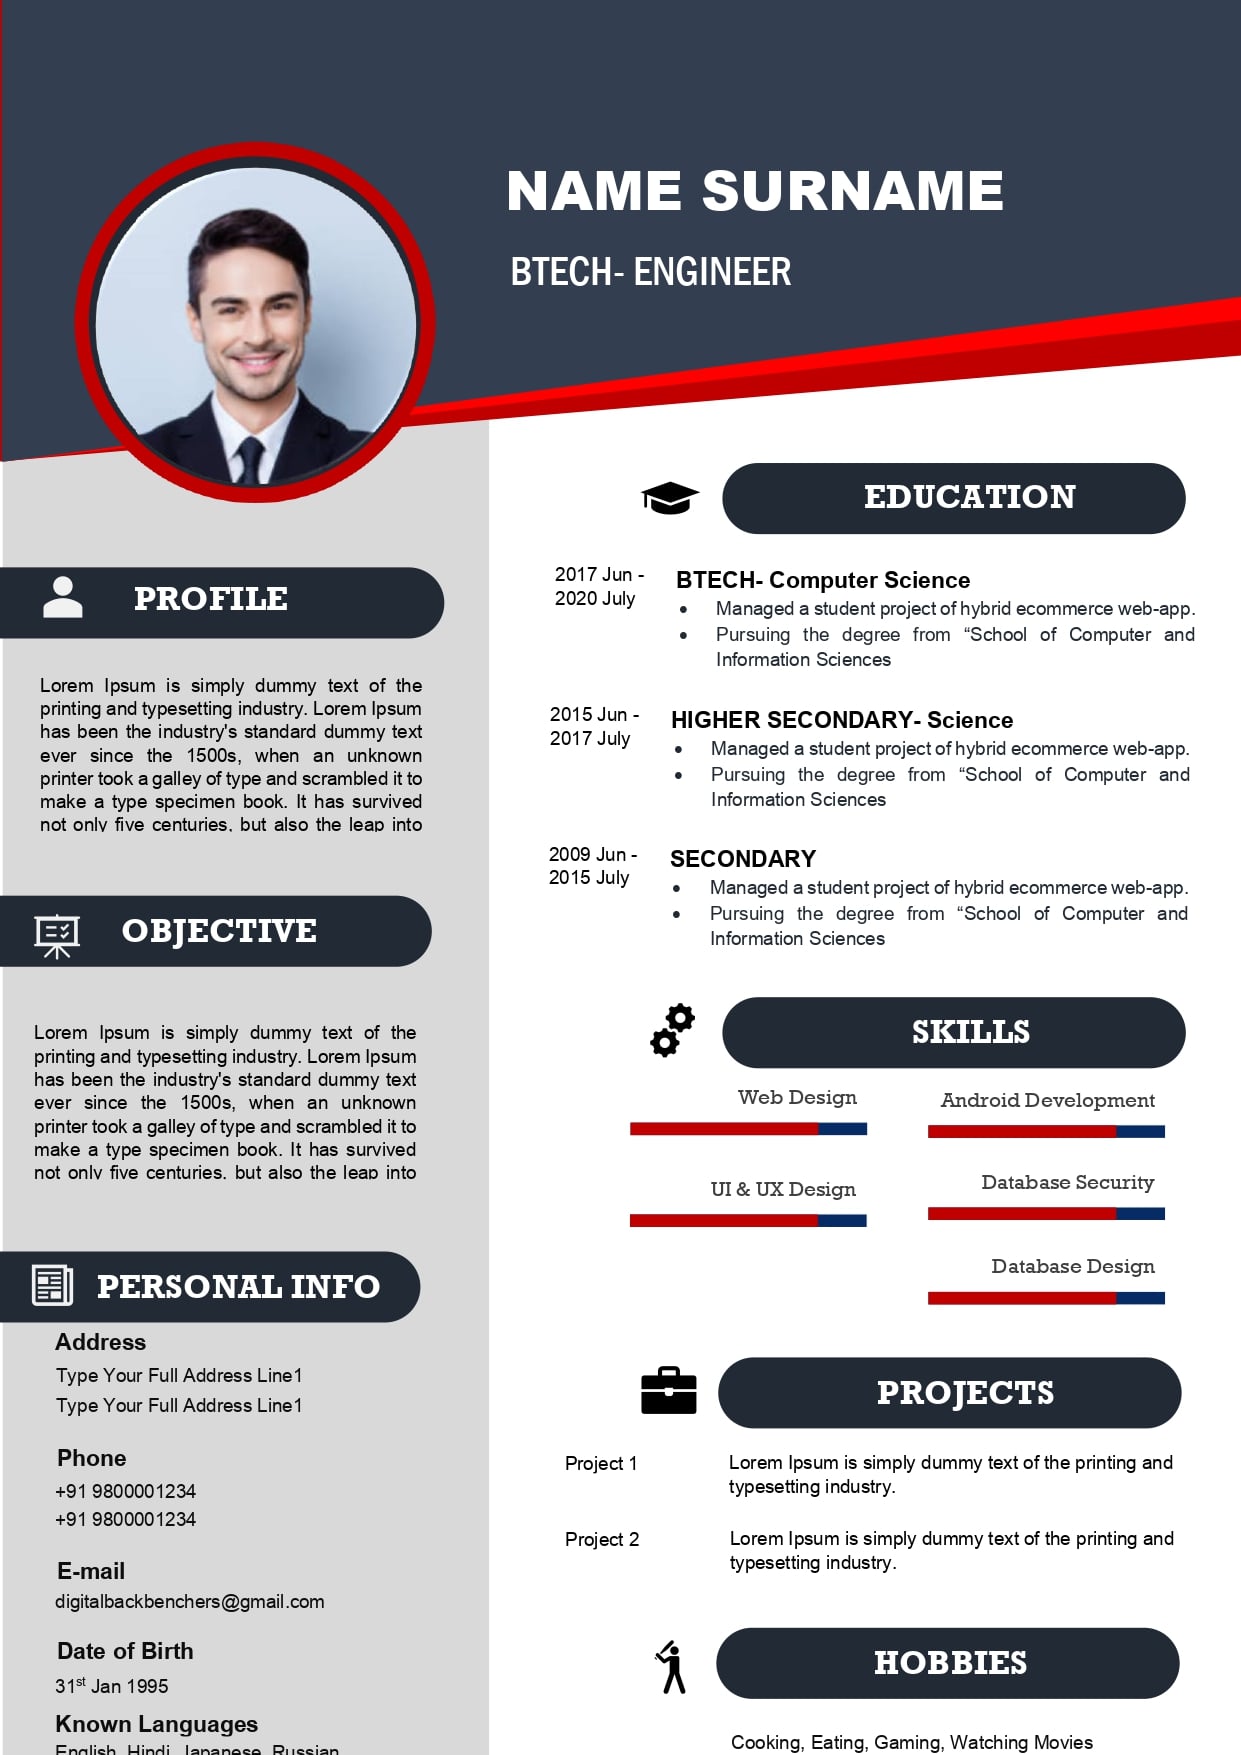 NAME SURNAME
BTECH- ENGINEER
PROFILE
Lorem Ipsum is simply dummy text of the
printing and typesetting industry. Lorem Ipsum
has been the industry's standard dummy text
ever since the 1500s, when an unknown
printer took a galley of type and scrambled it to
make a type specimen book. It has survived
not only five centuries, but also the leap into
OBJECTIVE
Lorem Ipsum is simply dummy text of the
printing and typesetting industry. Lorem Ipsum
has been the industry's standard dummy text
ever since the 1500s, when an unknown
printer took a galley of type and scrambled it to
make a type specimen book. It has survived
not only five centuries, but also the leap into
PERSONAL INFO
Address
Type Your Full Address Line1
Type Your Full Address Line1
Phone
+91 9800001234
+91 9800001234
E-mail
digitalbackbenchers@gmail.com
Date of Birth
31st Jan 1995
Known Languages
English, Hindi, Japanese, Russian
EDUCATION
2017 Jun -
2020 July
BTECH- Computer Science
• Managed a student project of hybrid ecommerce web-app.
• Pursuing the degree from “School of Computer and
Information Sciences
2015 Jun -
2017 July
HIGHER SECONDARY- Science
• Managed a student project of hybrid ecommerce web-app.
• Pursuing the degree from “School of Computer and
Information Sciences
2009 Jun -
2015 July
SECONDARY
• Managed a student project of hybrid ecommerce web-app.
• Pursuing the degree from “School of Computer and
Information Sciences
SKILLS
Web Design
Android Development
UI & UX Design
Database Security
Database Design
PROJECTS
Project 1
Lorem Ipsum is simply dummy text of the printing and
typesetting industry.
Project 2
Lorem Ipsum is simply dummy text of the printing and
typesetting industry.
HOBBIES
Cooking, Eating, Gaming, Watching Movies